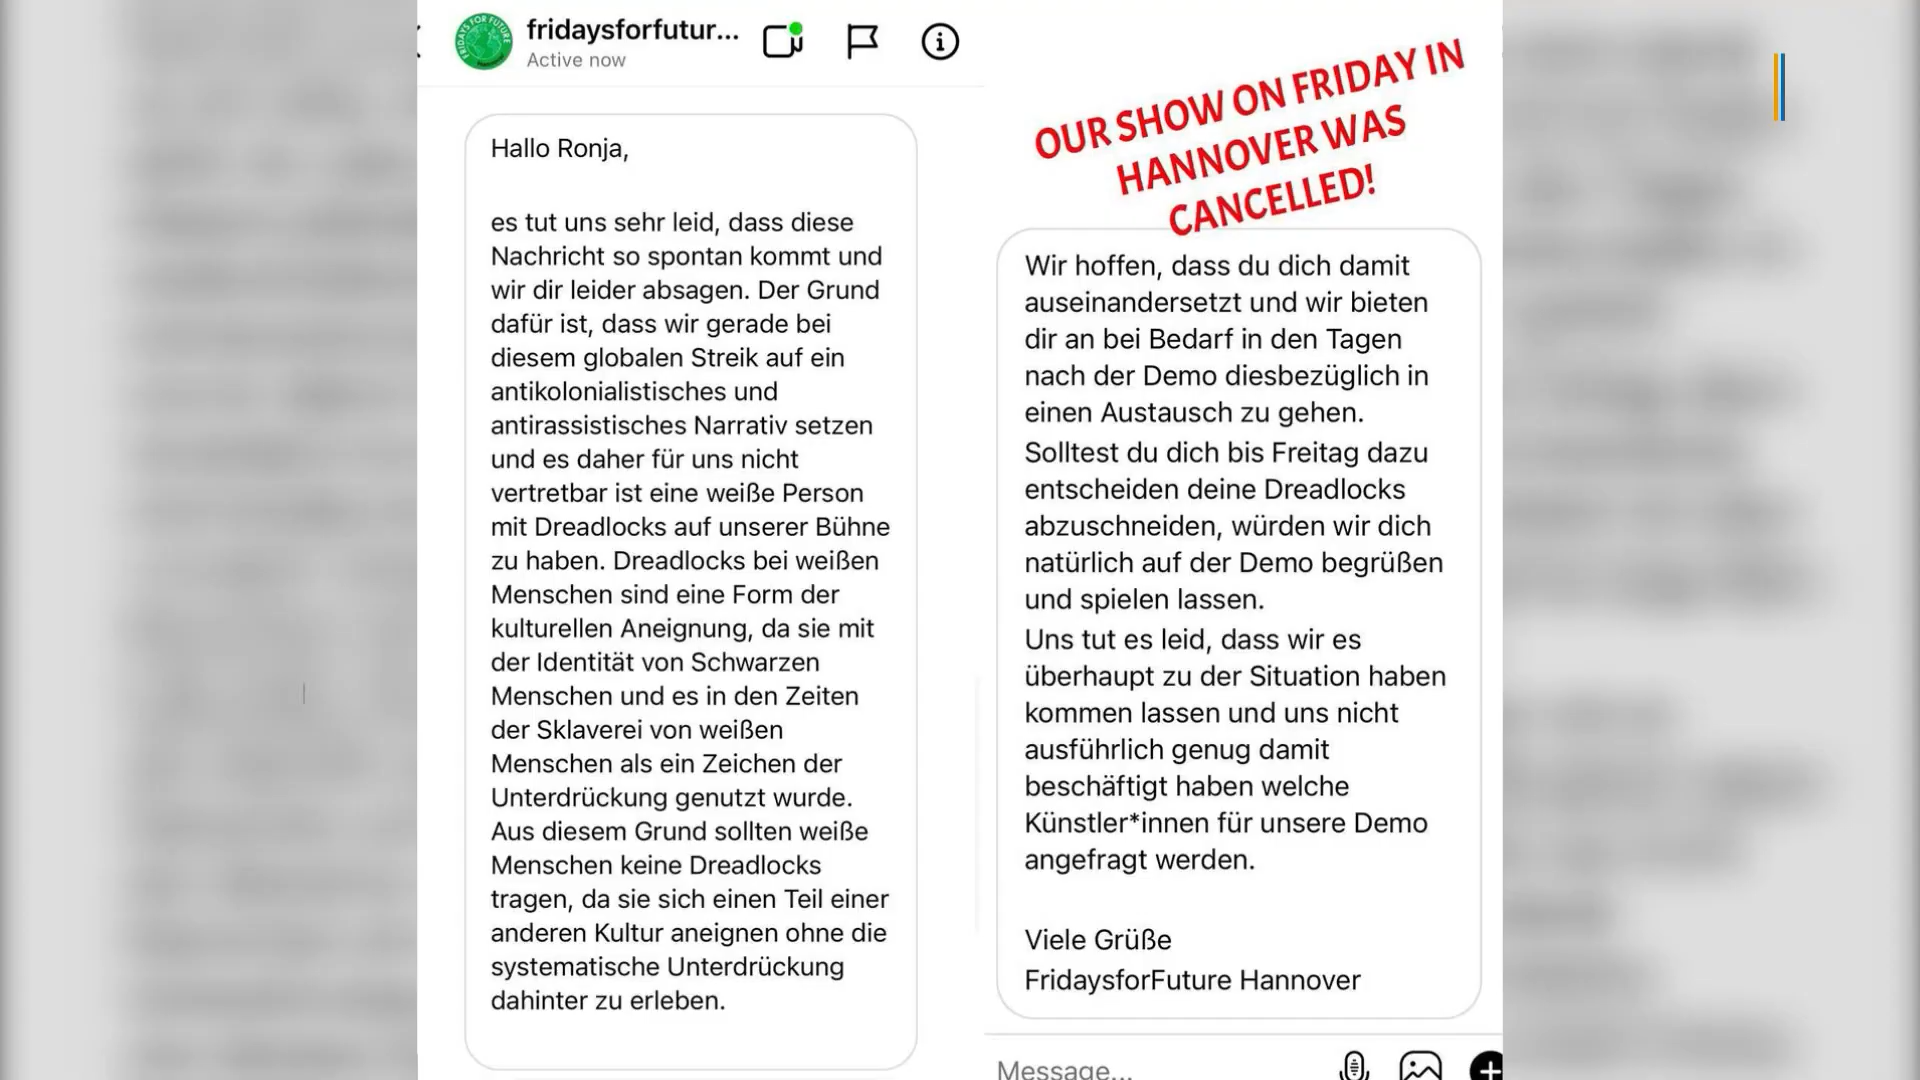 FRIDAYS FOR FUTURE
fridaysforfutur...
Active now
Hallo Ronja,
es tut uns sehr leid, dass diese
Nachricht so spontan kommt und
wir dir leider absagen. Der Grund
dafür ist, dass wir gerade bei
diesem globalen Streik auf ein
antikolonialistisches und
antirassistisches Narrativ setzen
und es daher für uns nicht
vertretbar ist eine weiße Person
mit Dreadlocks auf unserer Bühne
zu haben. Dreadlocks bei weißen
Menschen sind eine Form der
kulturellen Aneignung, da sie mit
der Identität von Schwarzen
Menschen und es in den Zeiten
der Sklaverei von weißen
Menschen als ein Zeichen der
Unterdrückung genutzt wurde.
Aus diesem Grund sollten weiße
Menschen keine Dreadlocks
tragen, da sie sich einen Teil einer
anderen Kultur aneignen ohne die
systematische Unterdrückung
dahinter zu erleben.
OUR SHOW ON FRIDAY IN
HANNOVER WAS
CANCELLED!
Wir hoffen, dass du dich damit
auseinandersetzt und wir bieten
dir an bei Bedarf in den Tagen
nach der Demo diesbezüglich in
einen Austausch zu gehen.
Solltest du dich bis Freitag dazu
entscheiden deine Dreadlocks
abzuschneiden, würden wir dich
natürlich auf der Demo begrüßen
und spielen lassen.
Uns tut es leid, dass wir es
überhaupt zu der Situation haben
kommen lassen und uns nicht
ausführlich genug damit
beschäftigt haben welche
Künstler*innen für unsere Demo
angefragt werden.
Viele Grüße
FridaysforFuture Hannover
Message...